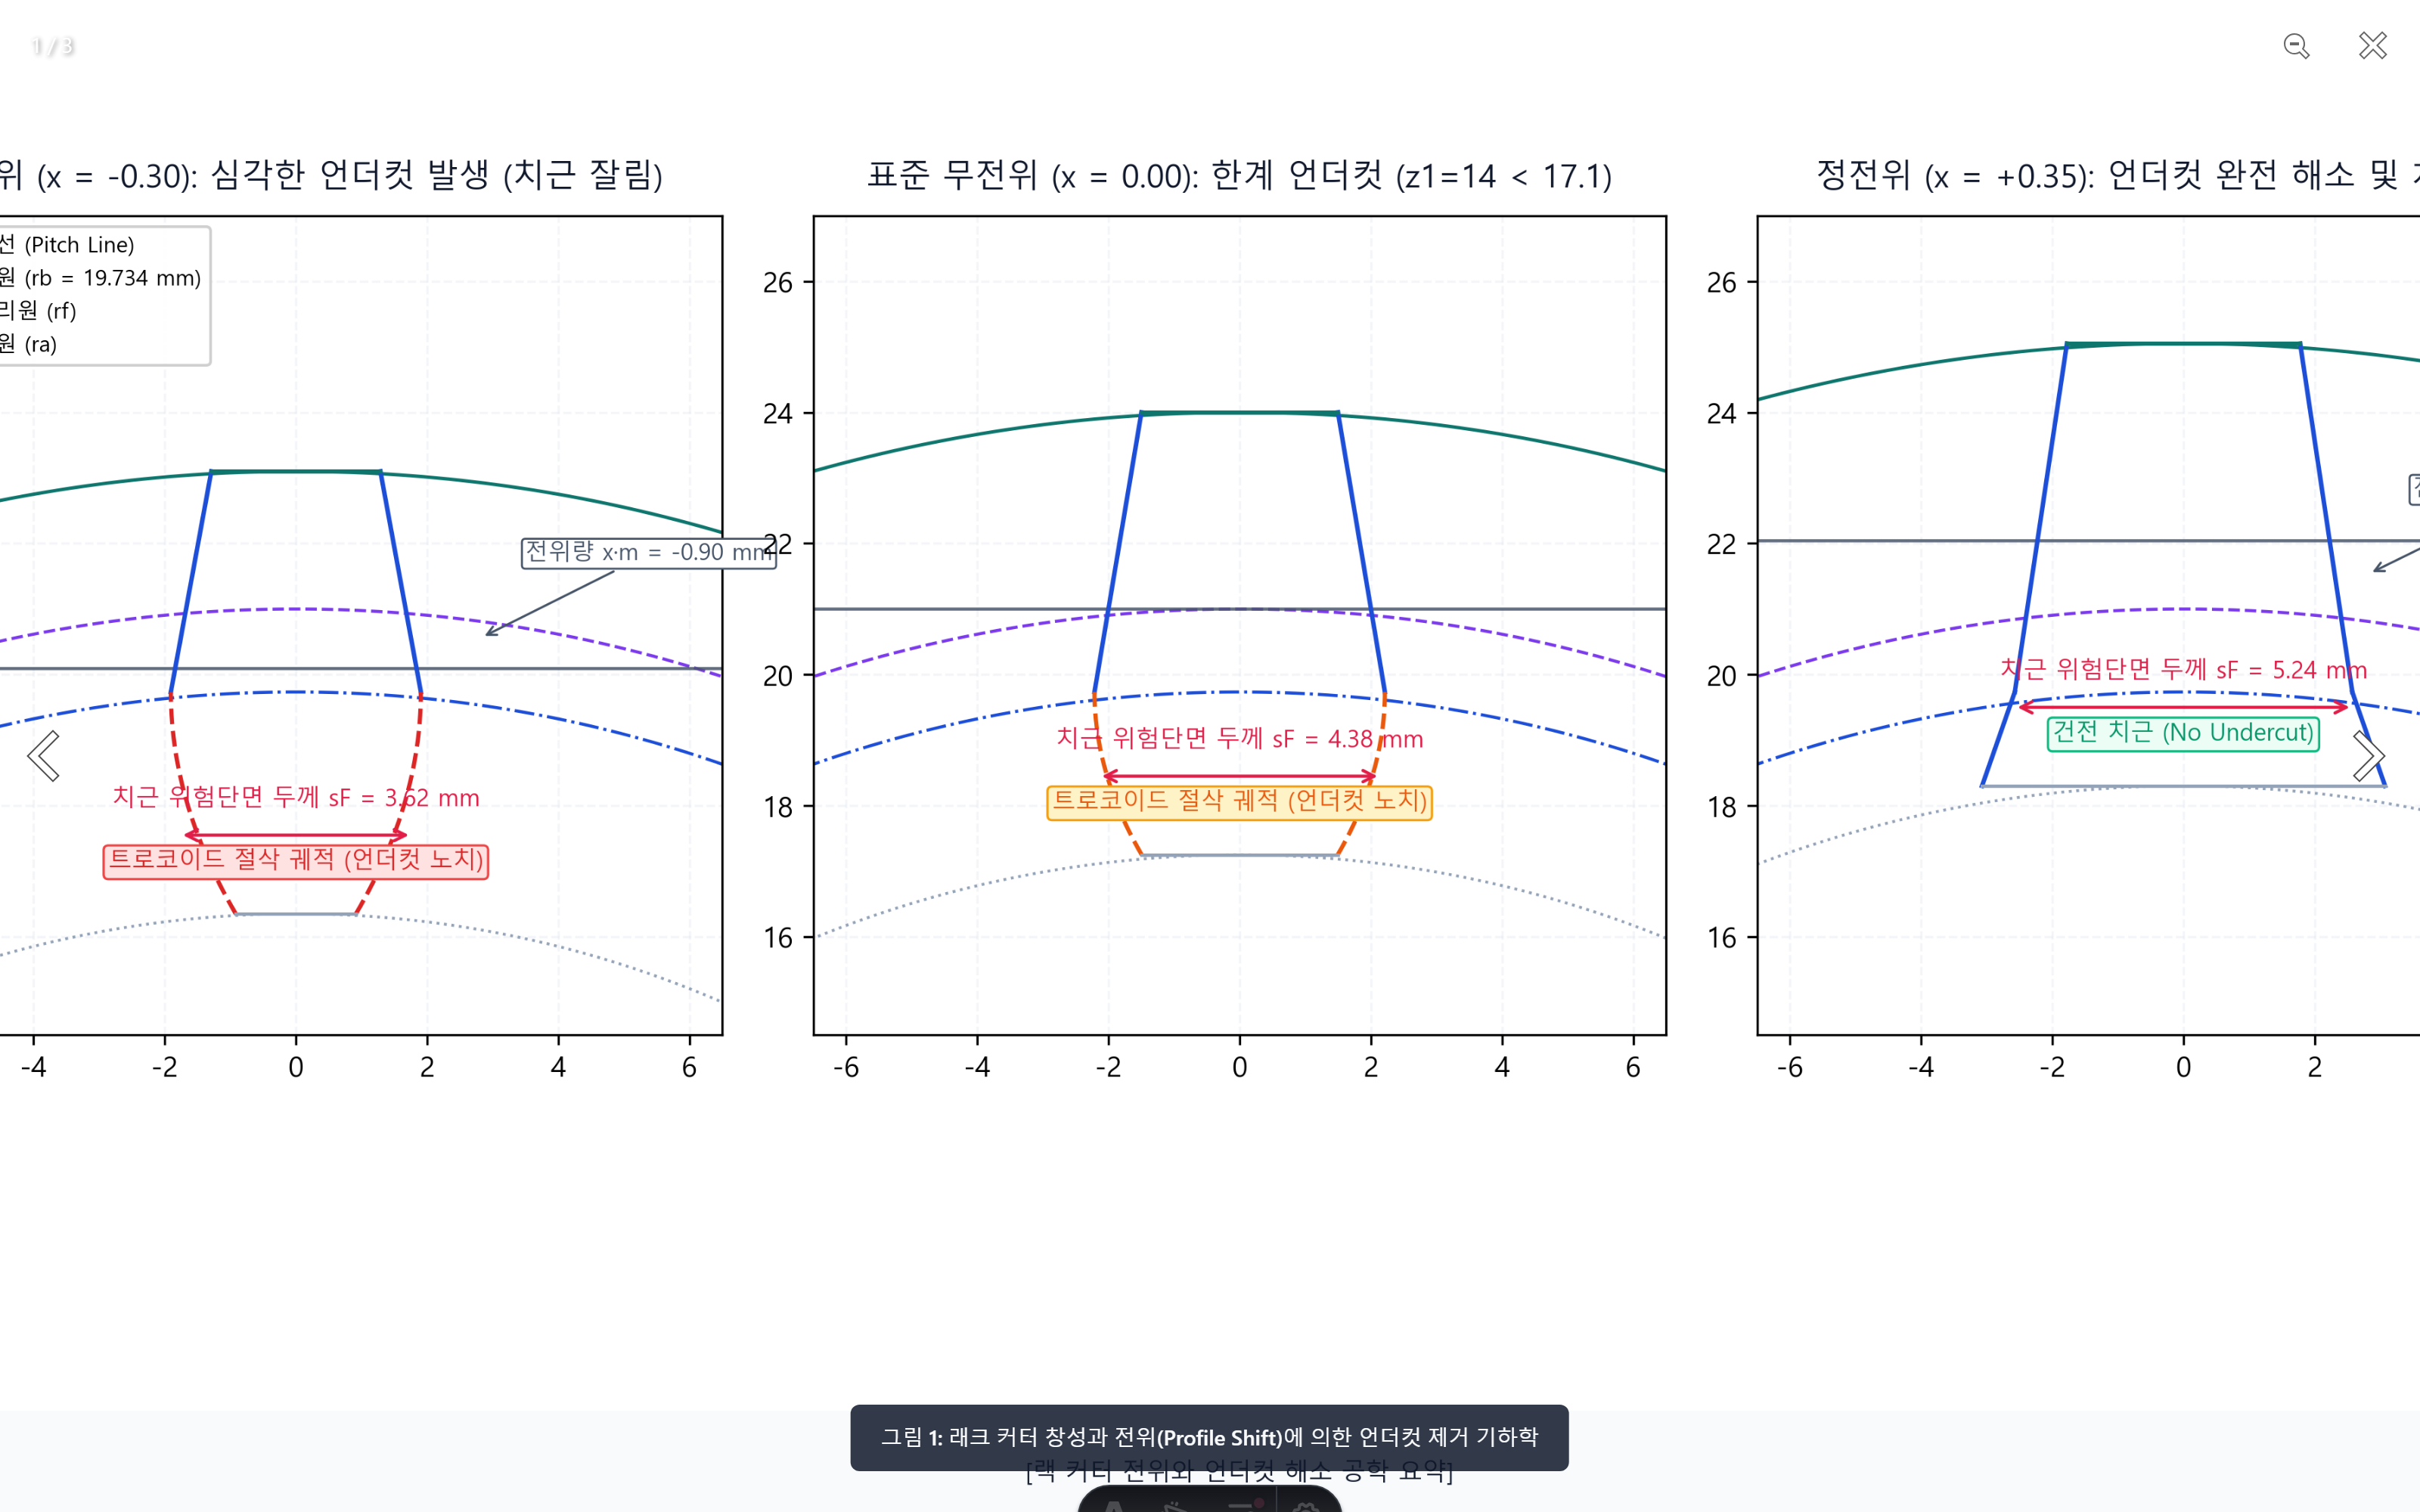 1 / 3
위 (x = -0.30): 심각한 언더컷 발생 (치근 잘림)
선 (Pitch Line)
원 (rb = 19.734 mm)
리원 (rf)
원 (ra)
전위량 x·m = -0.90 mm
치근 위험단면 두께 sF = 3.62 mm
트로코이드 절삭 궤적 (언더컷 노치)
-4 -2 0 2 4 6
표준 무전위 (x = 0.00): 한계 언더컷 (z1=14 < 17.1)
26
24
22
20
18
16
치근 위험단면 두께 sF = 4.38 mm
트로코이드 절삭 궤적 (언더컷 노치)
-6 -4 -2 0 2 4 6
정전위 (x = +0.35): 언더컷 완전 해소 및
26
24
22
20
18
16
치근 위험단면 두께 sF = 5.24 mm
건전 치근 (No Undercut)
-6 -4 -2 0 2
그림 1: 래크 커터 창성과 전위(Profile Shift)에 의한 언더컷 제거 기하학
[랙 커터 전위와 언더컷 해소 공학 요약]